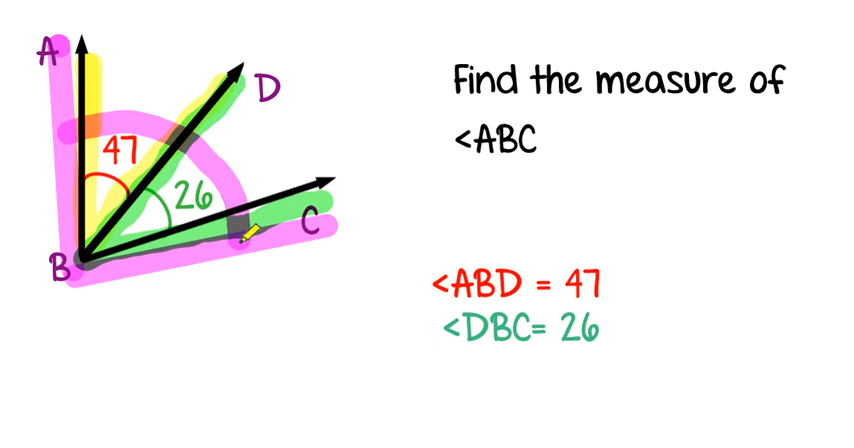 A
D
47
26
C
B
Find the measure of
<ABC
<ABD = 47
<DBC= 26